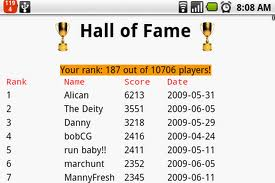 119
4
8:08 AM
Hall of Fame
Your rank: 187 out of 10706 players!
Rank Name Score Date
1 Alican 6213 2009-05-31
2 The Deity 3551 2009-06-05
3 Danny 3218 2009-05-29
4 bobCG 2416 2009-04-24
5 run baby!! 2411 2009-05-11
6 marchunt 2352 2009-06-05
7 MannyFresh 2345 2009-06-11